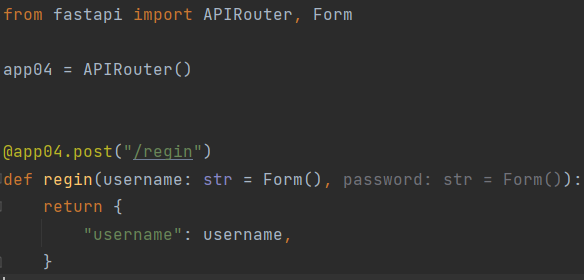 from fastapi import APIRouter, Form
app04 = APIRouter()
@app04.post("/regin")
def regin(username: str = Form(), password: str = Form()):
    return {
        "username": username,
    }